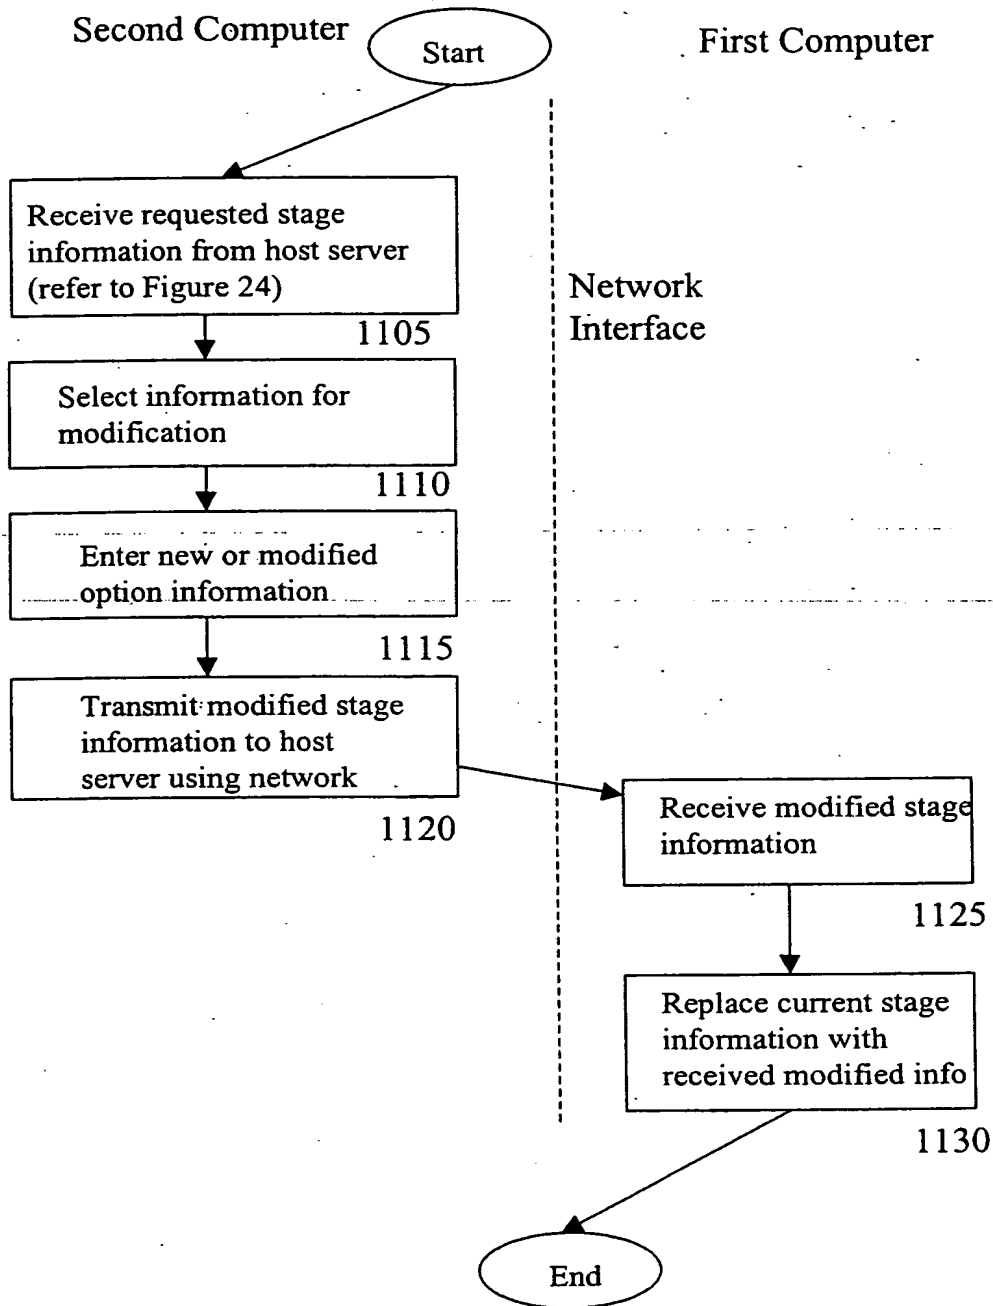 Second Computer
Start
First Computer
Receive requested stage
information from host server
(refer to Figure 24)
1105
Network
Interface
Select information for
modification
1110
Enter new or modified
option information
1115
Transmit modified stage
information to host
server using network
1120
Receive modified stage
information
1125
Replace current stage
information with
received modified info
1130
End